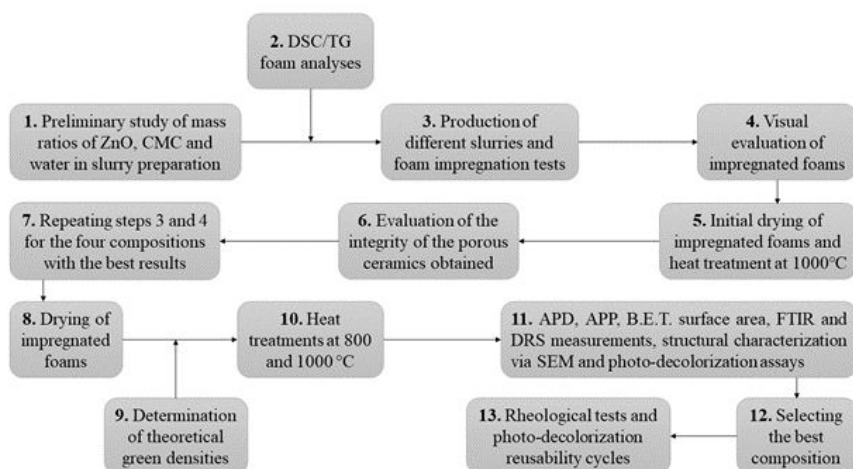 2. DSC/TG
foam analyses
1. Preliminary study of mass
ratios of ZnO, CMC and
water in slurry preparation
3. Production of
different slurries and
foam impregnation tests
4. Visual
evaluation of
impregnated foams
5. Initial drying of
impregnated foams and
heat treatment at 1000°C
6. Evaluation of the
integrity of the porous
ceramics obtained
7. Repeating steps 3 and 4
for the four compositions
with the best results
8. Drying of
impregnated
foams
9. Determination
of theoretical
green densities
10. Heat
treatments at 800
and 1000 °C
11. APD, APP, B.E.T. surface area, FTIR and
DRS measurements, structural characterization
via SEM and photo-decolorization assays
12. Selecting
the best
composition
13. Rheological tests and
photo-decolorization
reusability cycles